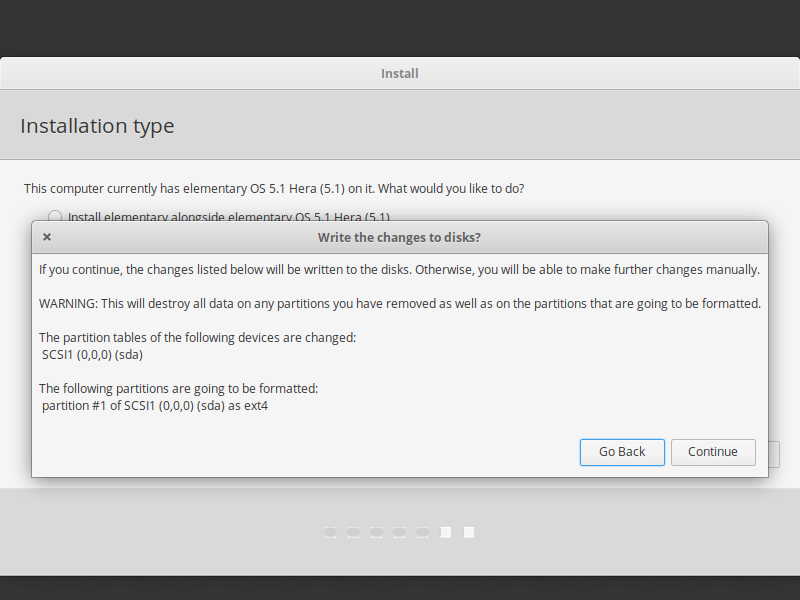 Install
Installation type
This computer currently has elementary OS 5.1 Hera (5.1) on it. What would you like to do?
Install elementary alongside elementary OS 5.1 Hera (5.1)
Write the changes to disks?
If you continue, the changes listed below will be written to the disks. Otherwise, you will be able to make further changes manually.
WARNING: This will destroy all data on any partitions you have removed as well as on the partitions that are going to be formatted.
The partition tables of the following devices are changed:
SCSI1 (0,0,0) (sda)
The following partitions are going to be formatted:
partition #1 of SCSI1 (0,0,0) (sda) as ext4
Go Back
Continue